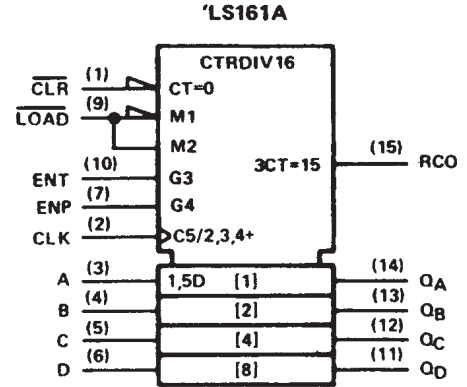 'LS161A
CTRDIV16
CLR (1) CT=0
LOAD (9) M1
M2
3CT=15 (15) RCO
ENT (10) G3
ENP (7) G4
CLK (2) C5/2,3,4+
A (3) 1,5D [1] (14) QA
B (4) [2] (13) QB
C (5) [4] (12) QC
D (6) [8] (11) QD